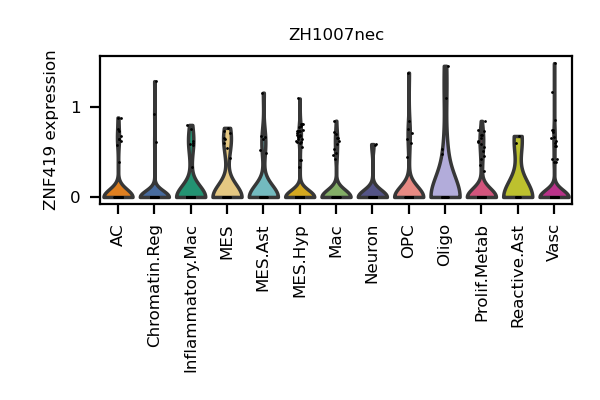 ZH1007nec
ZNF419 expression
1
0
AC
Chromatin.Reg
Inflammatory.Mac
MES
MES.Ast
MES.Hyp
Mac
Neuron
OPC
Oligo
Prolif.Metab
Reactive.Ast
Vasc